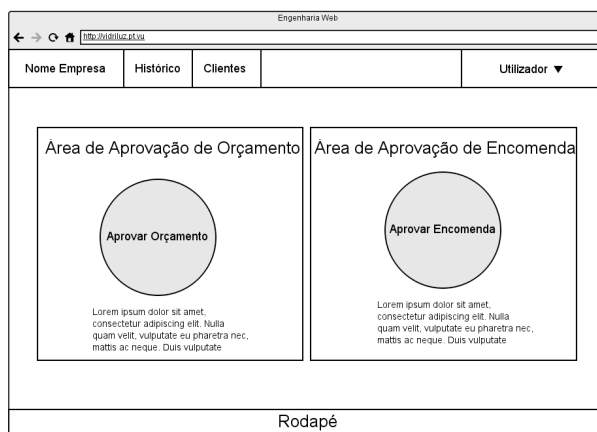 Engenharia Web
http://vidriluz.pt.vu
Nome Empresa Histórico Clientes Utilizador ▼
Área de Aprovação de Orçamento
Aprovar Orçamento
Lorem ipsum dolor sit amet,
consectetur adipiscing elit. Nulla
quam velit, vulputate eu pharetra nec,
mattis ac neque. Duis vulputate
Área de Aprovação de Encomenda
Aprovar Encomenda
Lorem ipsum dolor sit amet,
consectetur adipiscing elit. Nulla
quam velit, vulputate eu pharetra nec,
mattis ac neque. Duis vulputate
Rodapé